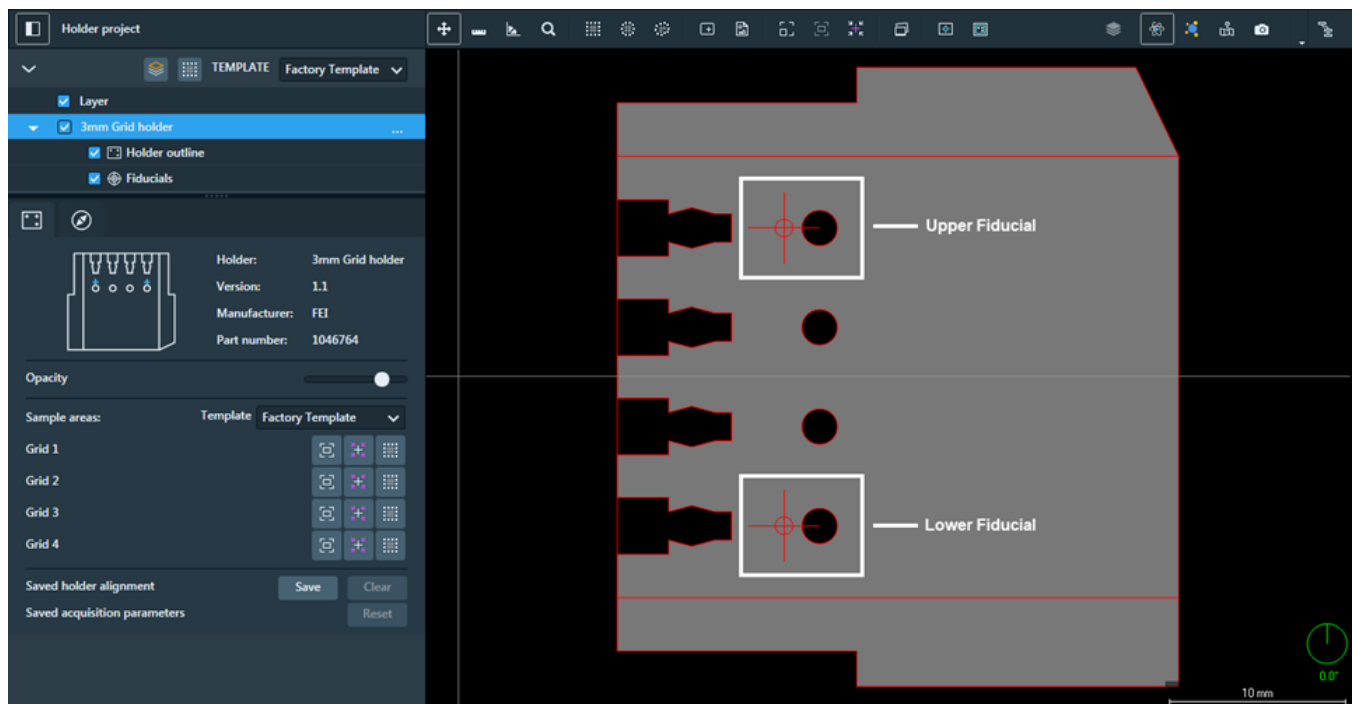 Holder project
TEMPLATE Factory Template
Layer
3mm Grid holder ...
Holder outline
Fiducials
Holder: 3mm Grid holder
Version: 1.1
Manufacturer: FEI
Part number: 1046764
Opacity
Sample areas: Template Factory Template
Grid 1
Grid 2
Grid 3
Grid 4
Saved holder alignment Save Clear
Saved acquisition parameters Reset
Upper Fiducial
Lower Fiducial
0.0°
10 mm